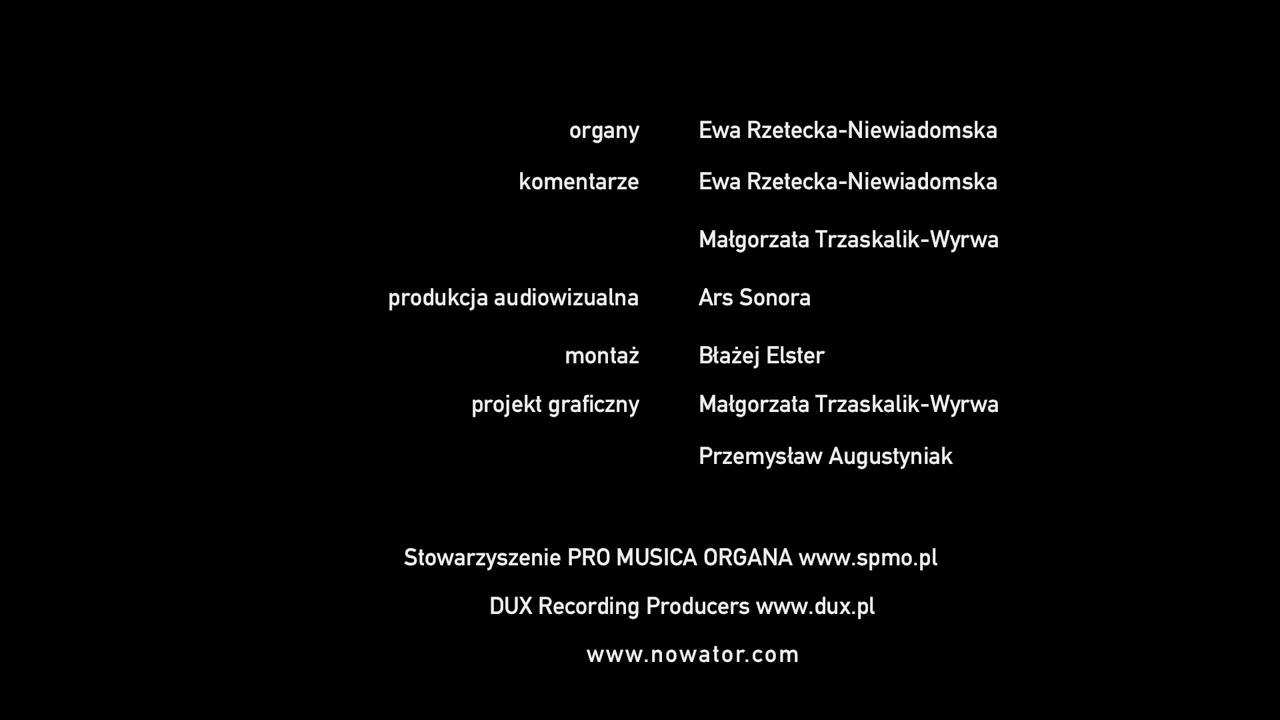 organy Ewa Rzetecka-Niewiadomska
komentarze Ewa Rzetecka-Niewiadomska
Małgorzata Trzaskalik-Wyrwa
produkcja audiowizualna Ars Sonora
montaż Błażej Elster
projekt graficzny Małgorzata Trzaskalik-Wyrwa
Przemysław Augustyniak
Stowarzyszenie PRO MUSICA ORGANA www.spmo.pl
DUX Recording Producers www.dux.pl
www.nowator.com